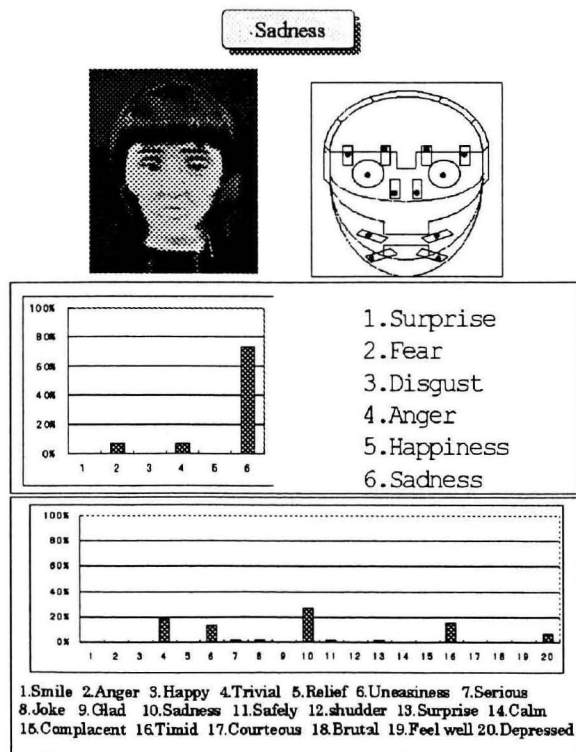 Sadness
100%
80%
60%
40%
20%
0%
1 2 3 4 5 6
1.Surprise
2.Fear
3.Disgust
4.Anger
5.Happiness
6.Sadness
100%
80%
60%
40%
20%
0%
1 2 3 4 5 6 7 8 9 10 11 12 13 14 15 16 17 18 19 20
1.Smile 2.Anger 3.Happy 4.Trivial 5.Relief 6.Uneasiness 7.Serious
8.Joke 9.Glad 10.Sadness 11.Safely 12.shudder 13.Surprise 14.Calm
15.Complacent 16.Timid 17.Courteous 18.Brutal 19.Feel well 20.Depressed